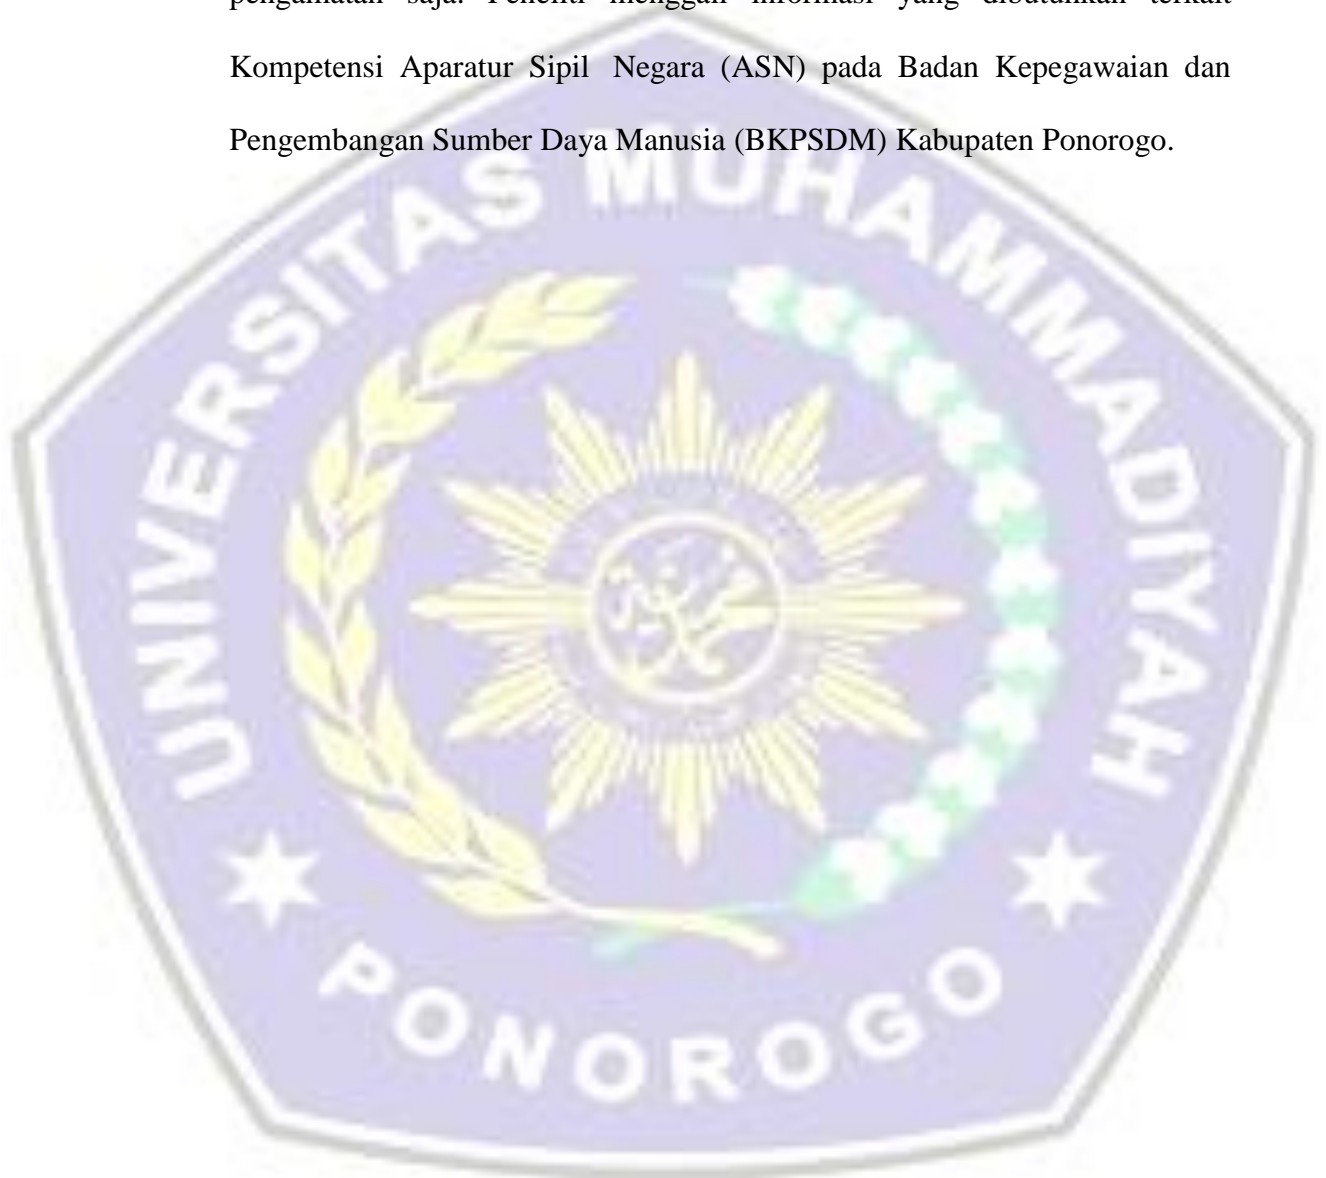 pengamatan saja. Peneliti menggali informasi yang dibutuhkan terkait
Kompetensi Aparatur Sipil Negara (ASN) pada Badan Kepegawaian dan
Pengembangan Sumber Daya Manusia (BKPSDM) Kabupaten Ponorogo.
UNIVERSITAS MUHAMMADIYAH
PONOROGO